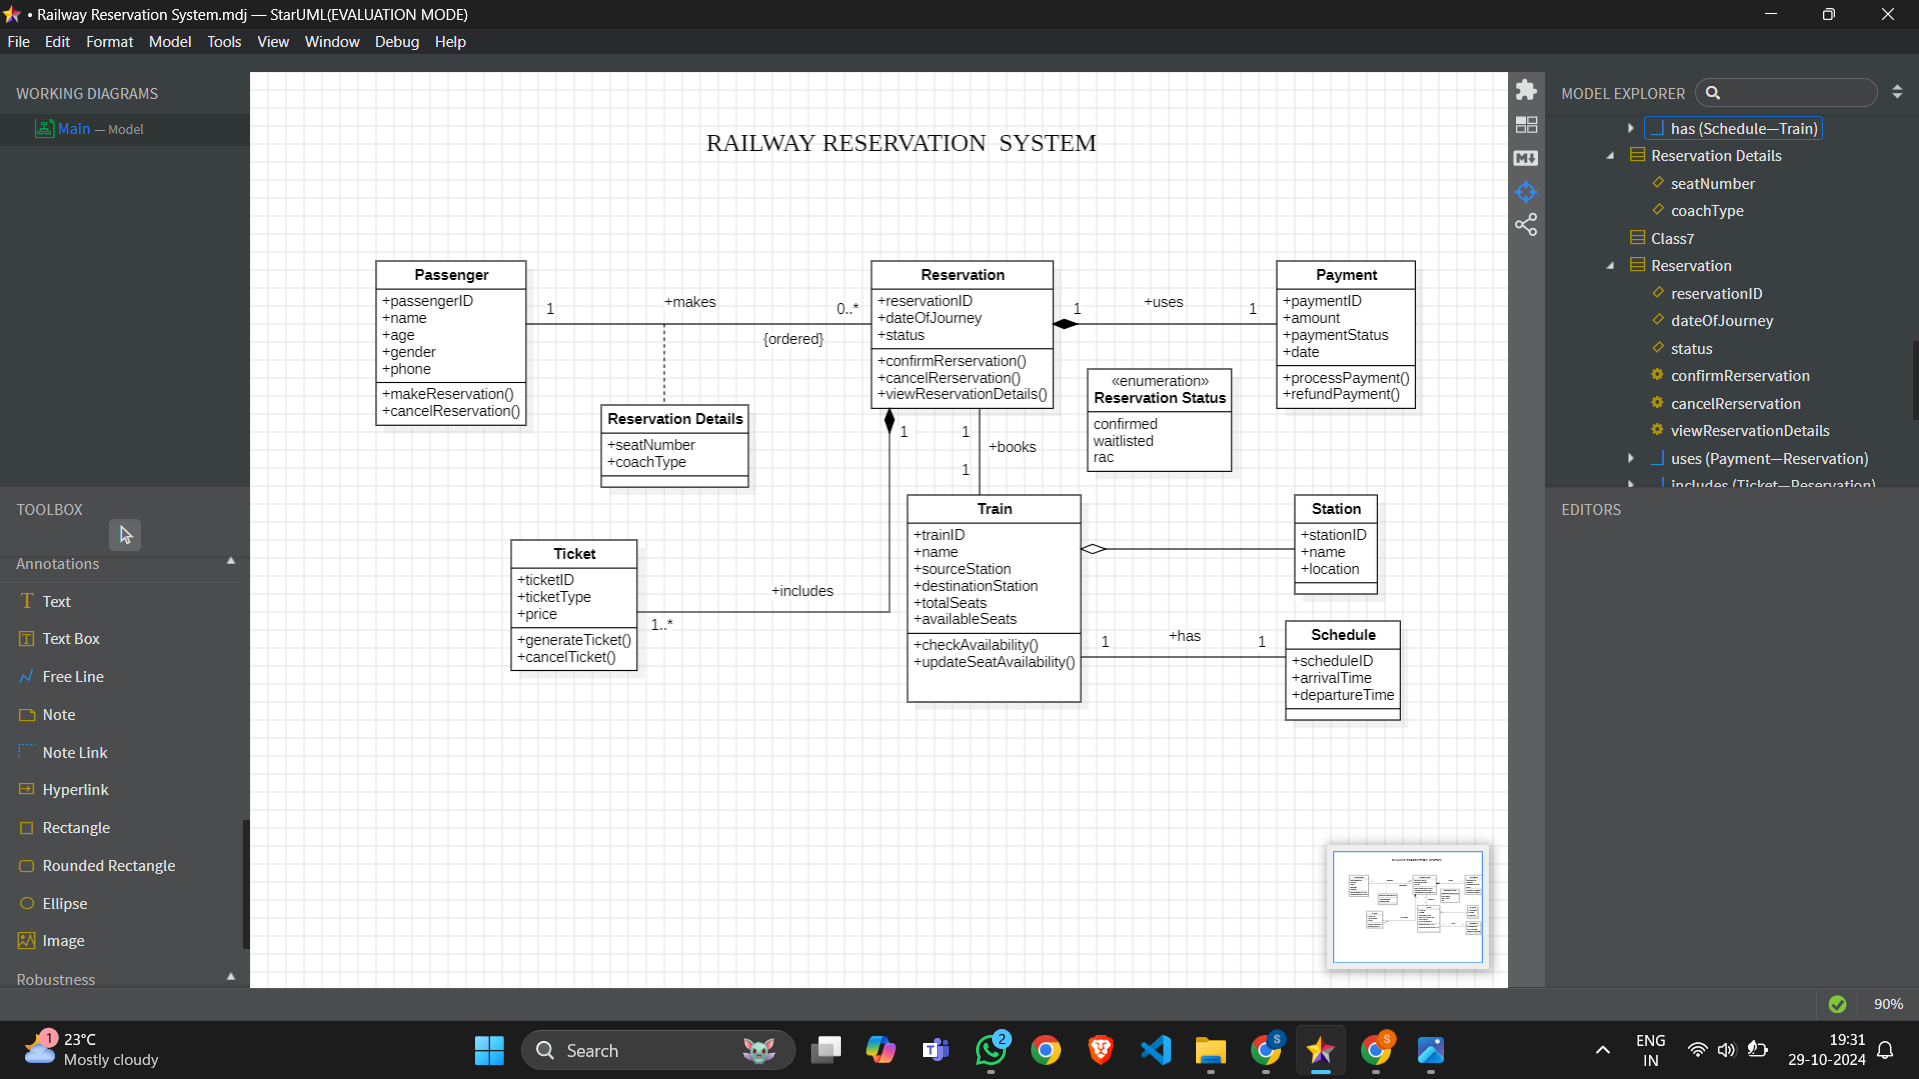 • Railway Reservation System.mdj — StarUML(EVALUATION MODE)
File Edit Format Model Tools View Window Debug Help
WORKING DIAGRAMS
Main — Model
TOOLBOX
Annotations
Text
Text Box
Free Line
Note
Note Link
Hyperlink
Rectangle
Rounded Rectangle
Ellipse
Image
Robustness
RAILWAY RESERVATION SYSTEM
Passenger
+passengerID
+name
+age
+gender
+phone
+makeReservation()
+cancelReservation()
1
+makes
0..*
{ordered}
Reservation Details
+seatNumber
+coachType
Reservation
+reservationID
+dateOfJourney
+status
+confirmRerservation()
+cancelRerservation()
+viewReservationDetails()
1
+uses
1
Payment
+paymentID
+amount
+paymentStatus
+date
+processPayment()
+refundPayment()
«enumeration»
Reservation Status
confirmed
waitlisted
rac
1
1
+books
1
Ticket
+ticketID
+ticketType
+price
+generateTicket()
+cancelTicket()
+includes
1..*
Train
+trainID
+name
+sourceStation
+destinationStation
+totalSeats
+availableSeats
+checkAvailability()
+updateSeatAvailability()
Station
+stationID
+name
+location
1
+has
1
Schedule
+scheduleID
+arrivalTime
+departureTime
MODEL EXPLORER
has (Schedule—Train)
Reservation Details
seatNumber
coachType
Class7
Reservation
reservationID
dateOfJourney
status
confirmRerservation
cancelRerservation
viewReservationDetails
uses (Payment—Reservation)
includes (Ticket—Reservation)
EDITORS
90%
1
23°C
Mostly cloudy
Search
2
S
S
ENG
IN
19:31
29-10-2024